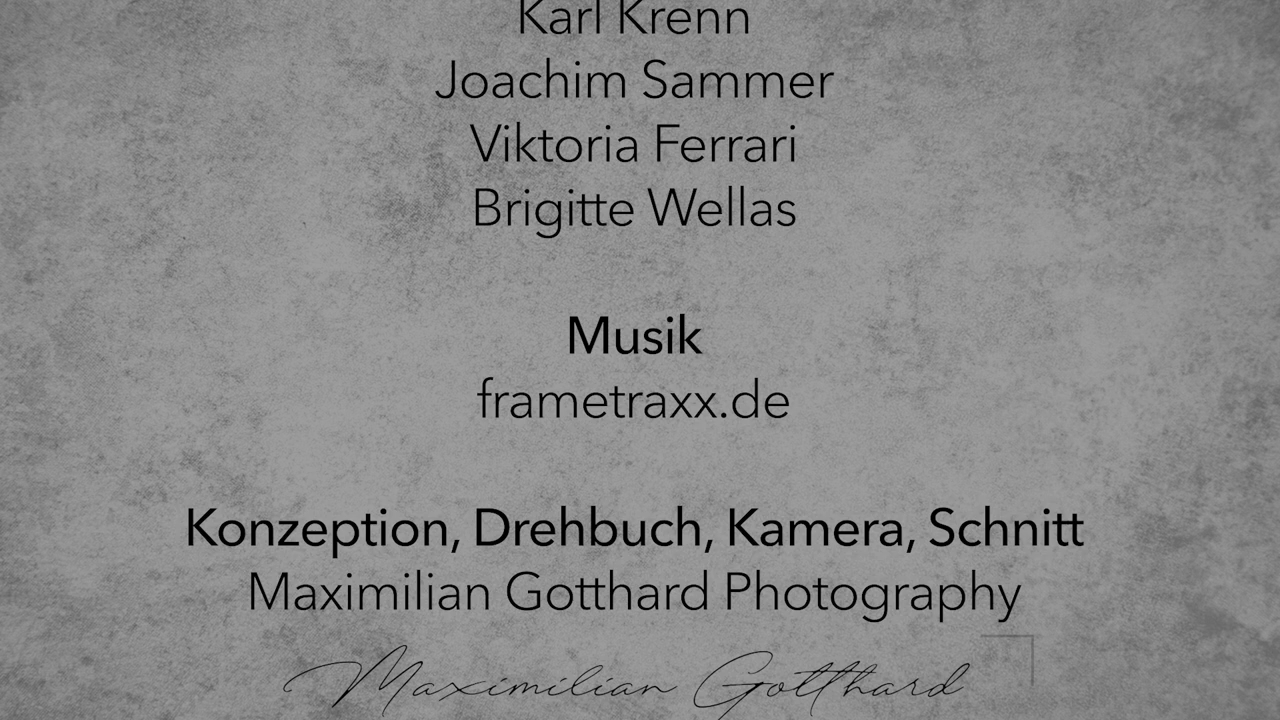 Karl Krenn
Joachim Sammer
Viktoria Ferrari
Brigitte Wellas
Musik
frametraxx.de
Konzeption, Drehbuch, Kamera, Schnitt
Maximilian Gotthard Photography
Maximilian Gotthard